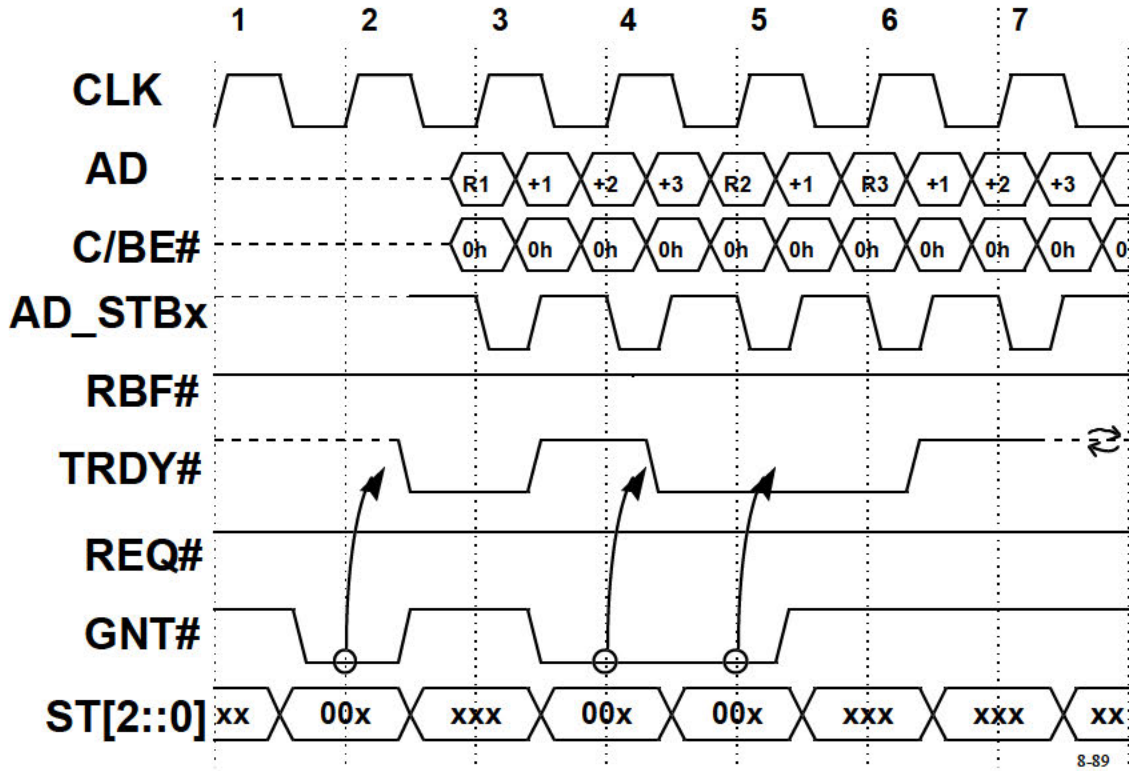 1 2 3 4 5 6 7
CLK
AD R1 +1 +2 +3 R2 +1 R3 +1 +2 +3
C/BE# 0h 0h 0h 0h 0h 0h 0h 0h 0h 0h 0
AD_STBx
RBF#
TRDY#
REQ#
GNT#
ST[2::0] xx 00x xxx 00x 00x xxx xxx xx
8-89